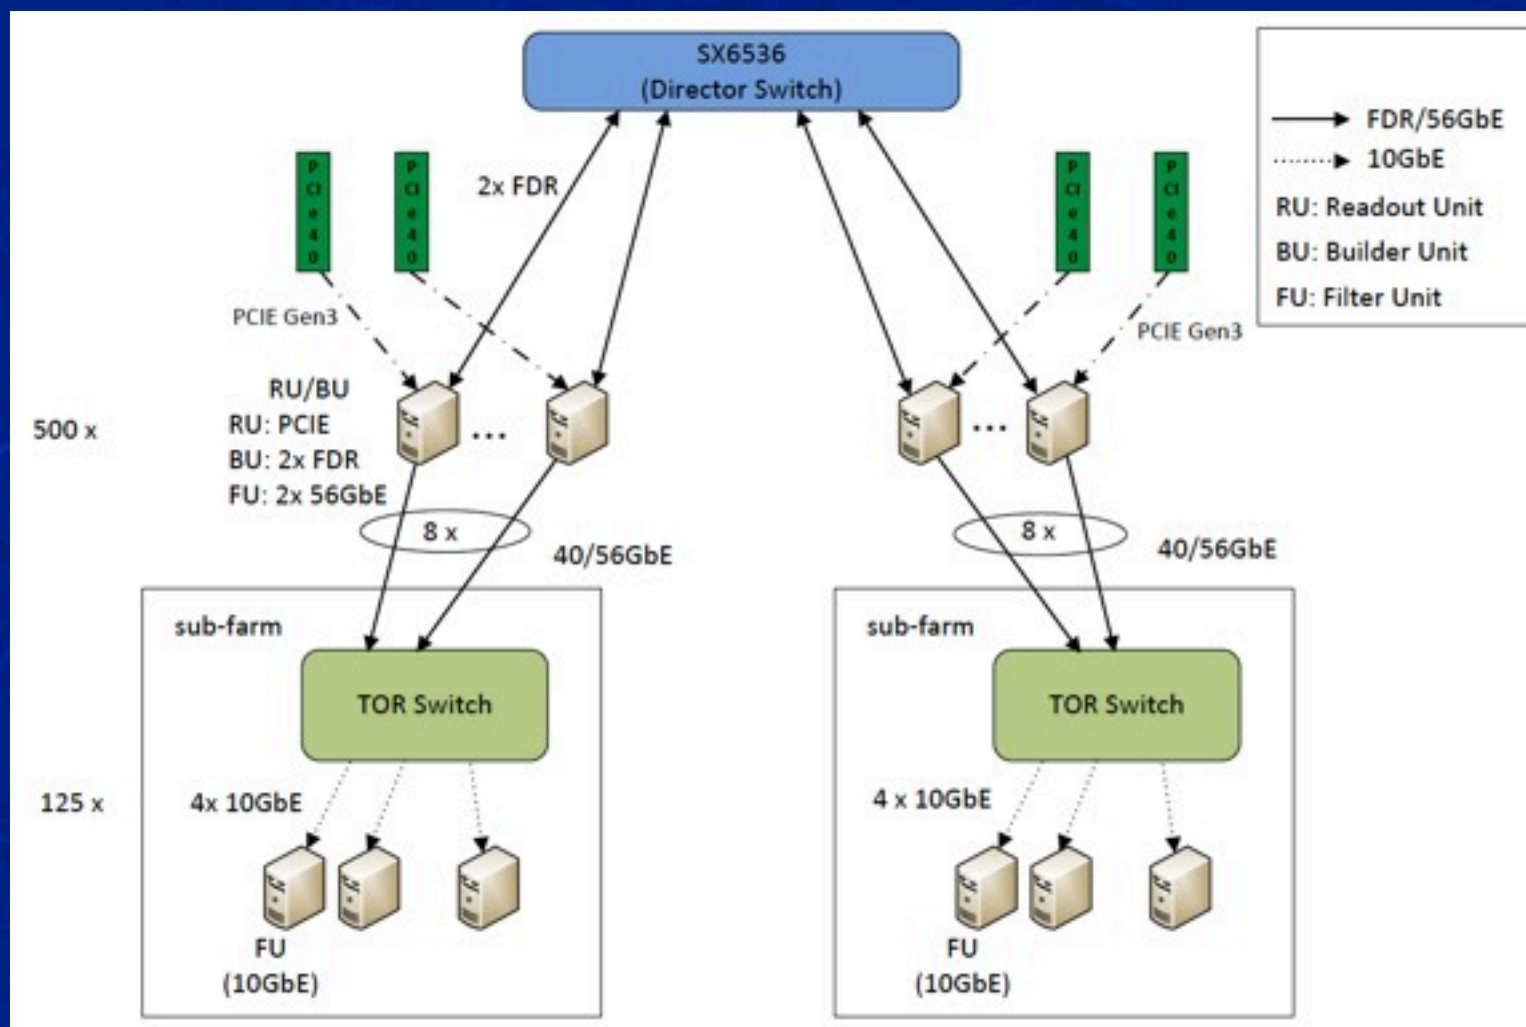 SX6536
(Director Switch)
FDR/56GbE
10GbE
RU: Readout Unit
BU: Builder Unit
FU: Filter Unit
PCIe40
PCIe40
2x FDR
PCIe40
PCIe40
PCIE Gen3
PCIE Gen3
500 x
RU/BU
RU: PCIE
BU: 2x FDR
FU: 2x 56GbE
...
...
8 x
40/56GbE
8 x
40/56GbE
sub-farm
TOR Switch
sub-farm
TOR Switch
125 x
4x 10GbE
FU
(10GbE)
4 x 10GbE
FU
(10GbE)